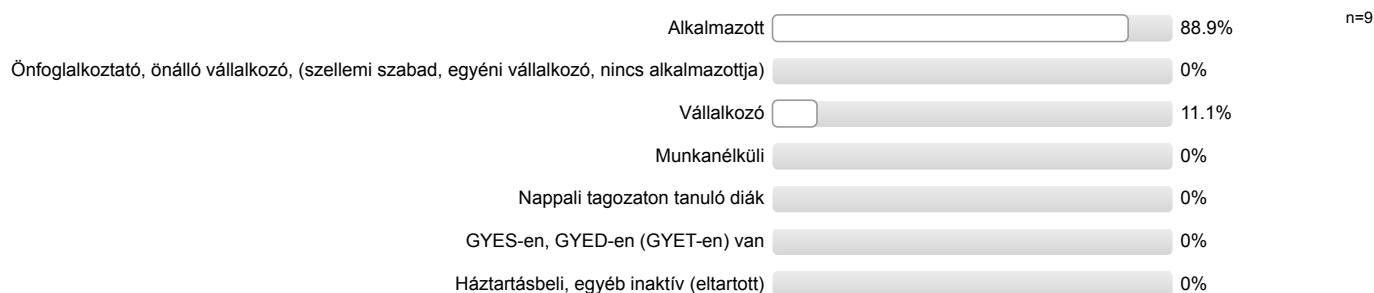 Alkalmazott 88.9% n=9
Önfoglalkoztató, önálló vállalkozó, (szellemi szabad, egyéni vállalkozó, nincs alkalmazottja) 0%
Vállalkozó 11.1%
Munkanélküli 0%
Nappali tagozaton tanuló diák 0%
GYES-en, GYED-en (GYET-en) van 0%
Háztartásbeli, egyéb inaktív (eltartott) 0%